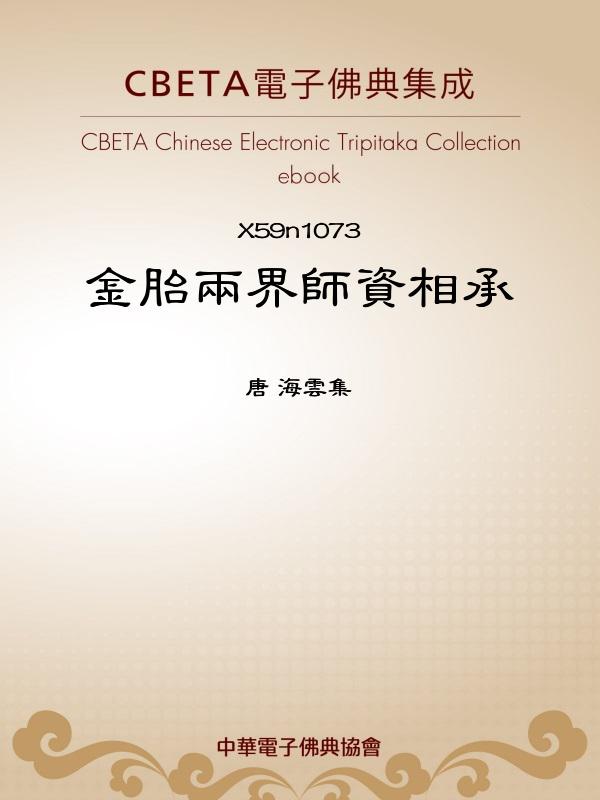 CBETA電子佛典集成
CBETA Chinese Electronic Tripitaka Collection
ebook
X59n1073
金胎兩界師資相承
唐 海雲集
中華電子佛典協會